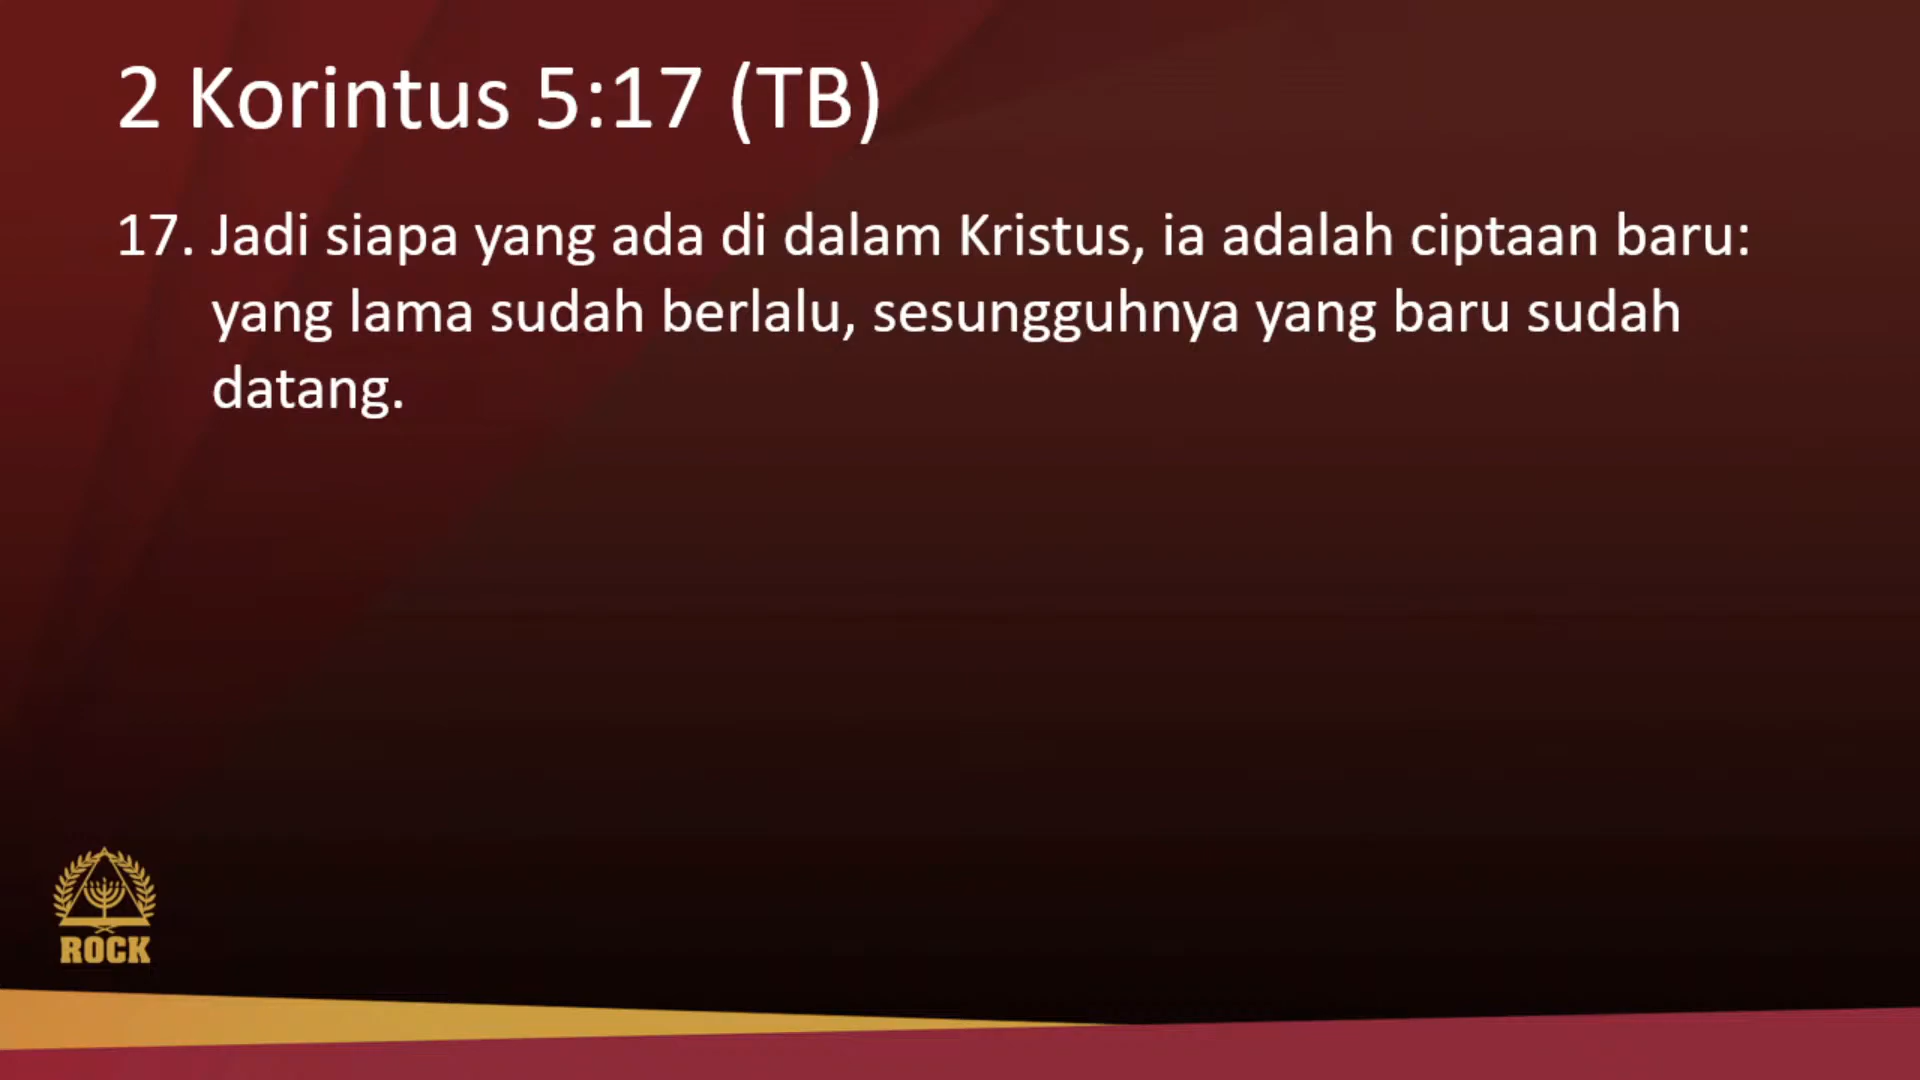 2 Korintus 5:17 (TB)
17. Jadi siapa yang ada di dalam Kristus, ia adalah ciptaan baru:
yang lama sudah berlalu, sesungguhnya yang baru sudah
datang.
ROCK